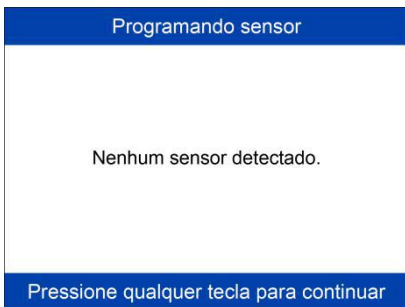 Programando sensor
Nenhum sensor detectado.
Pressione qualquer tecla para continuar